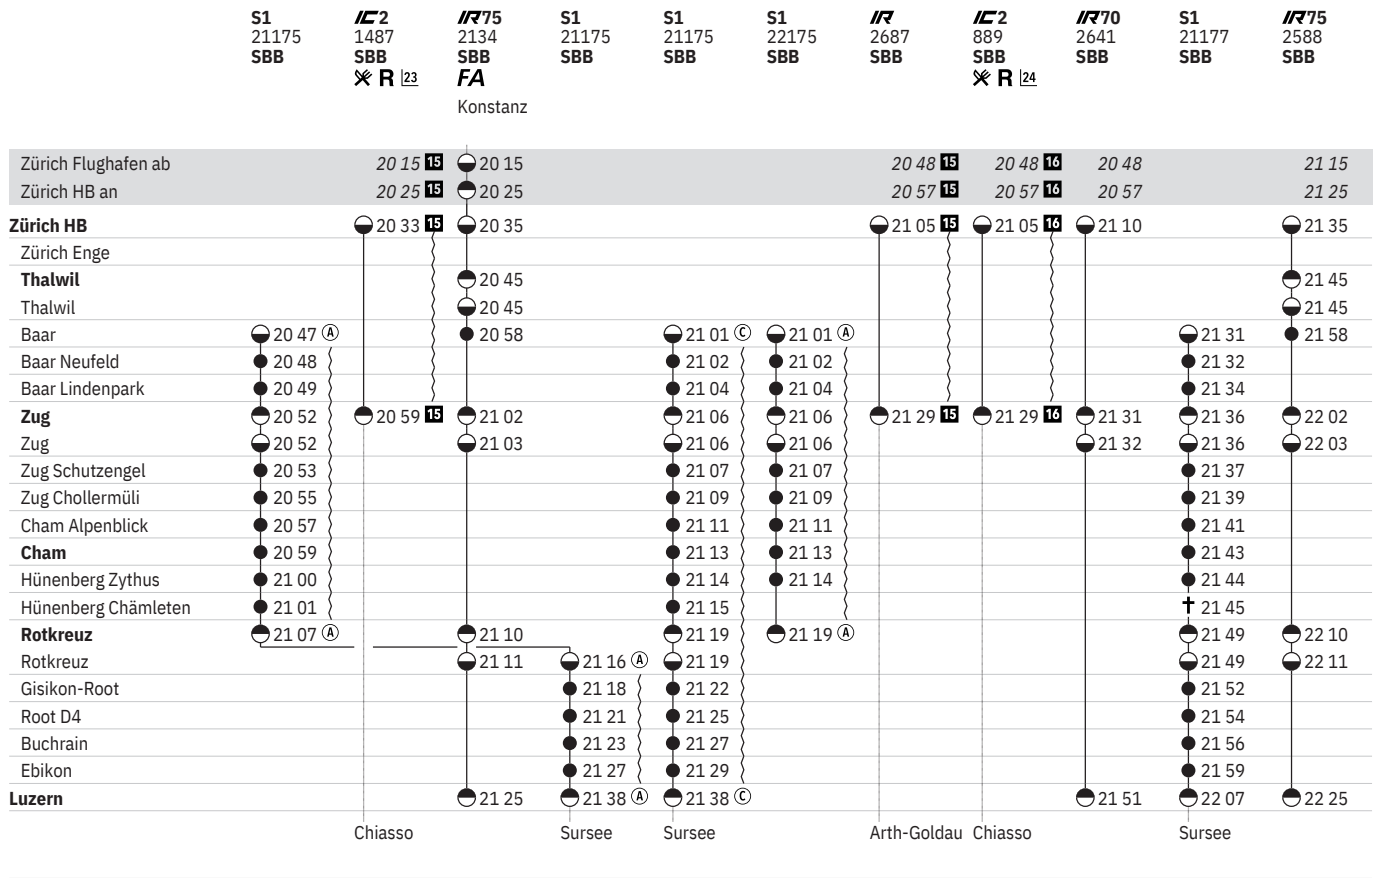 S1 IC2 IR75 S1 S1 S1 IR IC2 IR70 S1 IR75
21175 1487 2134 21175 21175 22175 2687 889 2641 21177 2588
SBB SBB SBB SBB SBB SBB SBB SBB SBB SBB SBB
R 23 FA R 24
Konstanz
Zürich Flughafen ab 20 15 15 20 15 20 48 15 20 48 16 20 48 21 15
Zürich HB an 20 25 15 20 25 20 57 15 20 57 16 20 57 21 25
Zürich HB 20 33 15 20 35 21 05 15 21 05 16 21 10 21 35
Zürich Enge
Thalwil 20 45 21 45
Thalwil 20 45 21 45
Baar 20 47 A 20 58 21 01 C 21 01 A 21 31 21 58
Baar Neufeld 20 48 21 02 21 02 21 32
Baar Lindenpark 20 49 21 04 21 04 21 34
Zug 20 52 20 59 15 21 02 21 06 21 06 21 29 15 21 29 16 21 31 21 36 22 02
Zug 20 52 21 03 21 06 21 06 21 32 21 36 22 03
Zug Schutzengel 20 53 21 07 21 07 21 37
Zug Chollermüli 20 55 21 09 21 09 21 39
Cham Alpenblick 20 57 21 11 21 11 21 41
Cham 20 59 21 13 21 13 21 43
Hünenberg Zythus 21 00 21 14 21 14 21 44
Hünenberg Chämleten 21 01 21 15 21 45
Rotkreuz 21 07 A 21 10 21 19 21 19 A 21 49 22 10
Rotkreuz 21 11 21 16 A 21 19 21 49 22 11
Gisikon-Root 21 18 21 22 21 52
Root D4 21 21 21 25 21 54
Buchrain 21 23 21 27 21 56
Ebikon 21 27 21 29 21 59
Luzern 21 25 21 38 A 21 38 C 21 51 22 07 22 25
Chiasso Sursee Sursee Arth-Goldau Chiasso Sursee